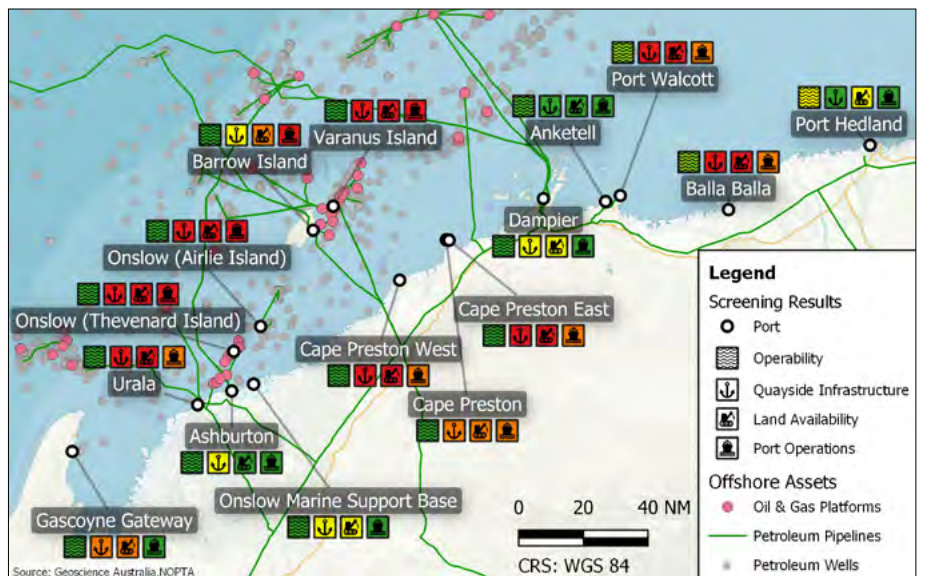 Port Walcott
Port Hedland
Varanus Island
Anketell
Barrow Island
Balla Balla
Dampier
Onslow (Airlie Island)
Onslow (Thevenard Island)
Cape Preston East
Cape Preston West
Urala
Cape Preston
Ashburton
Onslow Marine Support Base
Gascoyne Gateway
0 20 40 NM
CRS: WGS 84
Source: Geoscience Australia,NOPTA
Legend
Screening Results
Port
Operability
Quayside Infrastructure
Land Availability
Port Operations
Offshore Assets
Oil & Gas Platforms
Petroleum Pipelines
Petroleum Wells